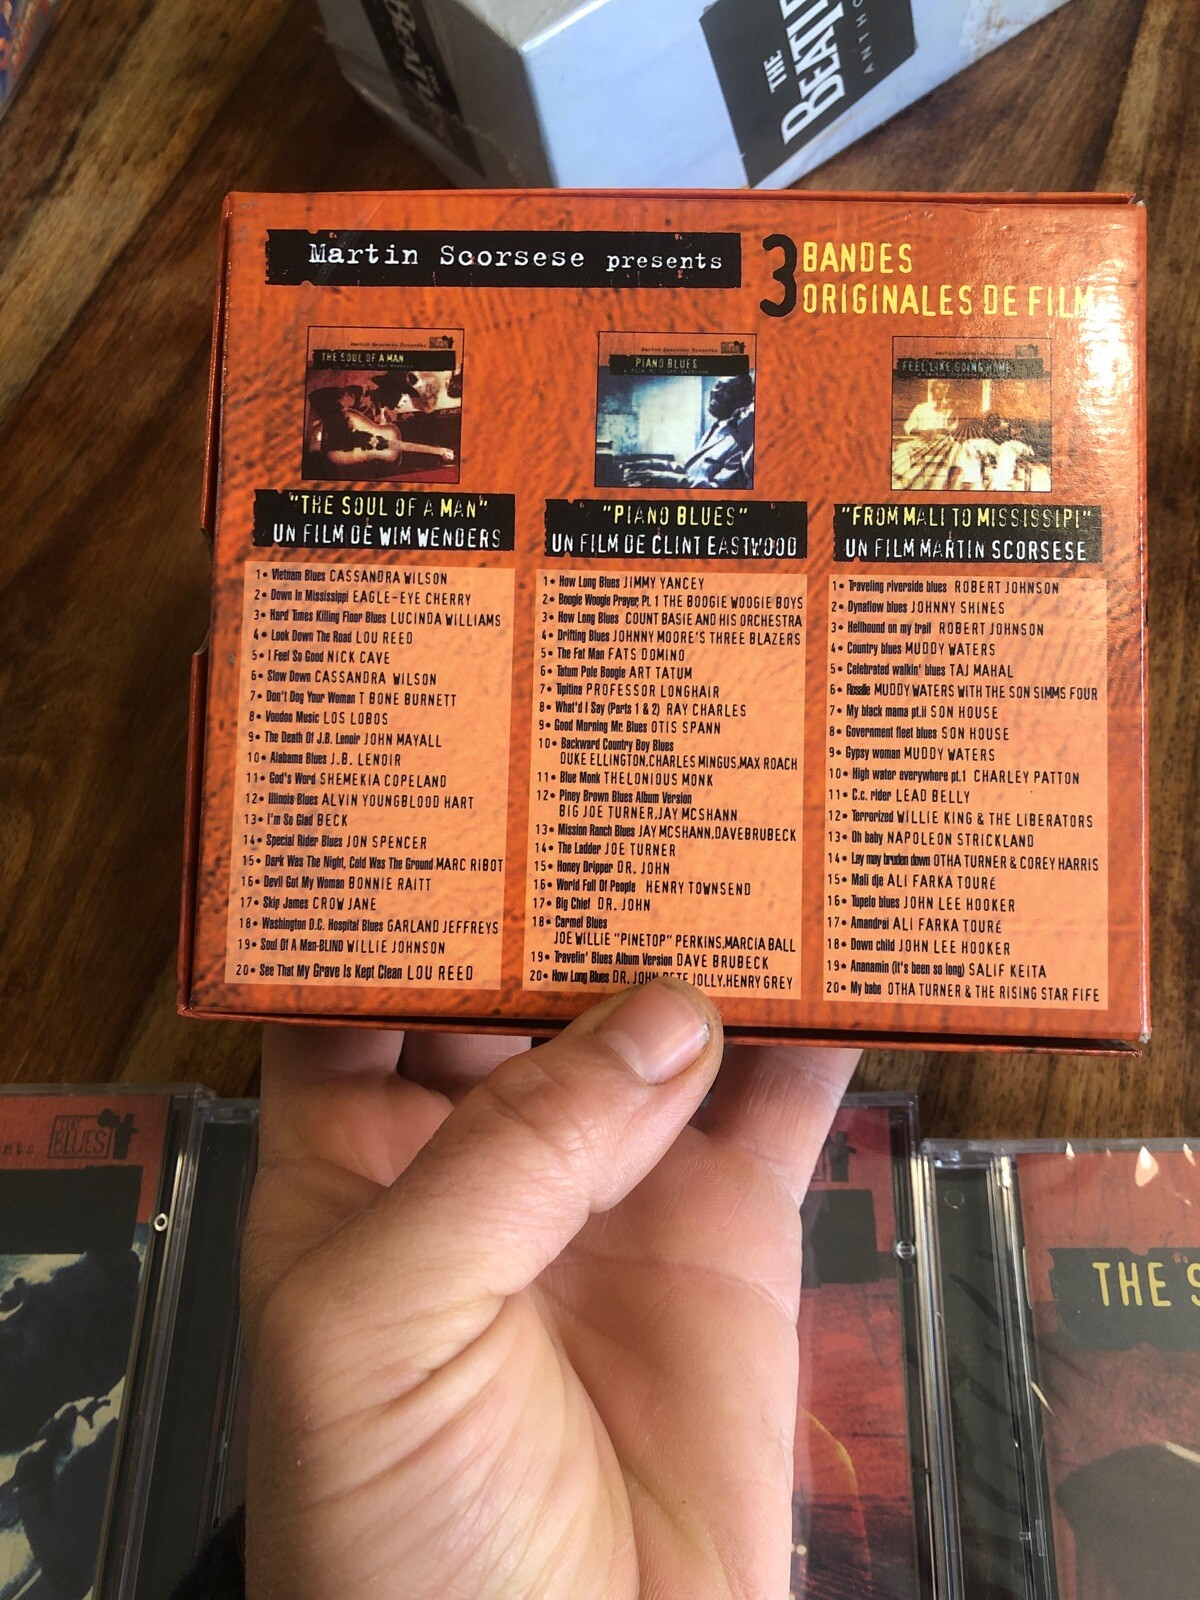 THE
BEATLE
ANTHO
Martin Scorsese presents
3 BANDES
ORIGINALES DE FILM
Martin Scorsese Presents
THE SOUL OF A MAN
Martin Scorsese Presents
PIANO BLUES
FEEL LIKE GOING HOME
"THE SOUL OF A MAN"
UN FILM DE WIM WENDERS
1• Vietnam Blues CASSANDRA WILSON
2• Down In Mississippi EAGLE-EYE CHERRY
3• Hard Times Killing Floor Blues LUCINDA WILLIAMS
4• Look Down The Road LOU REED
5• I Feel So Good NICK CAVE
6• Slow Down CASSANDRA WILSON
7• Don't Dog Your Woman T BONE BURNETT
8• Voodoo Music LOS LOBOS
9• The Death Of J.B. Lenoir JOHN MAYALL
10• Alabama Blues J.B. LENOIR
11• God's Word SHEMEKIA COPELAND
12• Illinois Blues ALVIN YOUNGBLOOD HART
13• I'm So Glad BECK
14• Special Rider Blues JON SPENCER
15• Dark Was The Night, Cold Was The Ground MARC RIBOT
16• Devil Got My Woman BONNIE RAITT
17• Skip James CROW JANE
18• Washington D.C. Hospital Blues GARLAND JEFFREYS
19• Soul Of A Man-BLIND WILLIE JOHNSON
20• See That My Grave Is Kept Clean LOU REED
"PIANO BLUES"
UN FILM DE CLINT EASTWOOD
1• How Long Blues JIMMY YANCEY
2• Boogie Woogie Prayer, Pt. 1 THE BOOGIE WOOGIE BOYS
3• How Long Blues COUNT BASIE AND HIS ORCHESTRA
4• Drifting Blues JOHNNY MOORE'S THREE BLAZERS
5• The Fat Man FATS DOMINO
6• Tatum Pole Boogie ART TATUM
7• Tipitina PROFESSOR LONGHAIR
8• What'd I Say (Parts 1 & 2) RAY CHARLES
9• Good Morning Mr. Blues OTIS SPANN
10• Backward Country Boy Blues
DUKE ELLINGTON,CHARLES MINGUS,MAX ROACH
11• Blue Monk THELONIOUS MONK
12• Piney Brown Blues Album Version
BIG JOE TURNER,JAY MCSHANN
13• Mission Ranch Blues JAY MCSHANN,DAVE BRUBECK
14• The Ladder JOE TURNER
15• Honey Dripper DR. JOHN
16• World Full Of People HENRY TOWNSEND
17• Big Chief DR. JOHN
18• Carmel Blues
JOE WILLIE "PINETOP" PERKINS,MARCIA BALL
19• Travelin' Blues Album Version DAVE BRUBECK
20• How Long Blues DR. JOHN PETE JOLLY,HENRY GREY
"FROM MALI TO MISSISSIPI"
UN FILM MARTIN SCORSESE
1• Traveling riverside blues ROBERT JOHNSON
2• Dynaflow blues JOHNNY SHINES
3• Hellhound on my trail ROBERT JOHNSON
4• Country blues MUDDY WATERS
5• Celebrated walkin' blues TAJ MAHAL
6• Rosalie MUDDY WATERS WITH THE SON SIMMS FOUR
7• My black mama pt.ii SON HOUSE
8• Government fleet blues SON HOUSE
9• Gypsy woman MUDDY WATERS
10• High water everywhere pt.1 CHARLEY PATTON
11• C.c. rider LEAD BELLY
12• Terrorized WILLIE KING & THE LIBERATORS
13• Oh baby NAPOLEON STRICKLAND
14• Lay may bruden down OTHA TURNER & COREY HARRIS
15• Mali dje ALI FARKA TOURÉ
16• Tupelo blues JOHN LEE HOOKER
17• Amandrai ALI FARKA TOURÉ
18• Down child JOHN LEE HOOKER
19• Ananamin (it's been so long) SALIF KEITA
20• My babe OTHA TURNER & THE RISING STAR FIFE
nts
THE BLUES
THE S